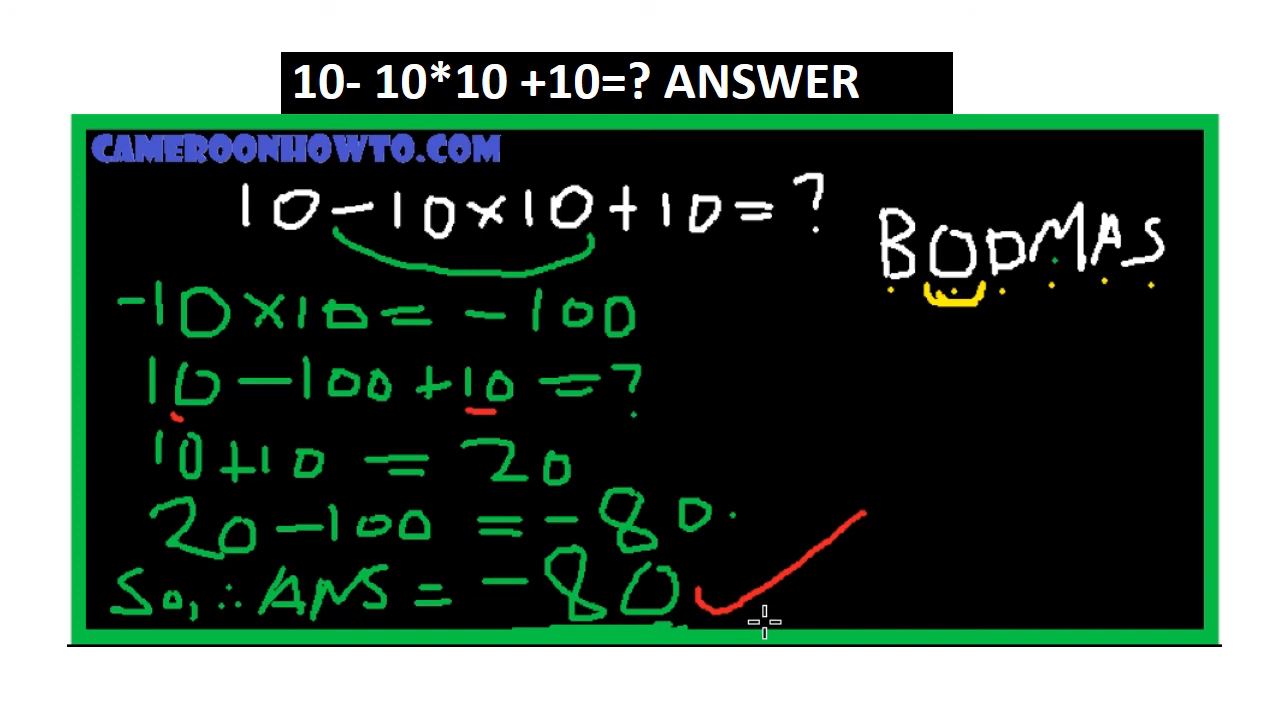 10- 10*10 +10=? ANSWER
CAMEROONHOWTO.COM
10-10×10+10=?
BODMAS
-10×10=-100
10-100+10=?
10+10=20
20-100=-80.
So, ∴ ANS=-80